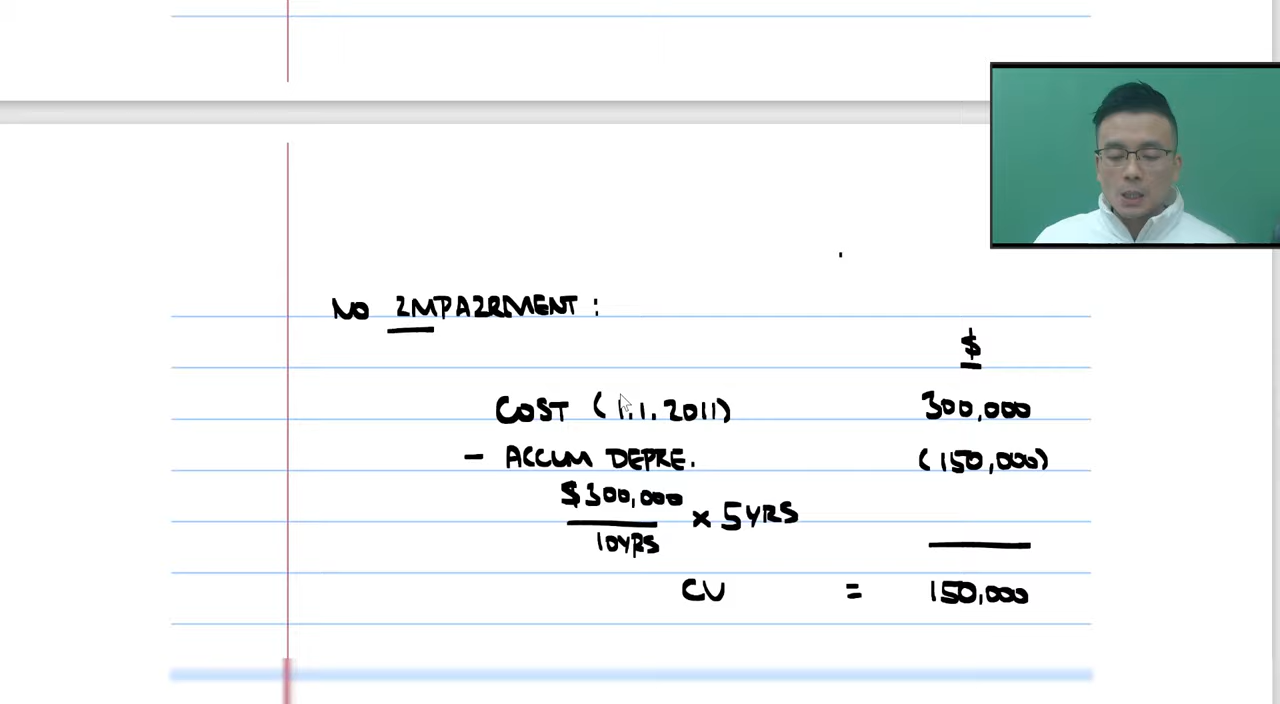 NO IMPAIRMENT :
$
COST (1.1.2011) 300,000
- ACCUM DEPRE. (150,000)
$300,000
10YRS
× 5YRS
CV = 150,000